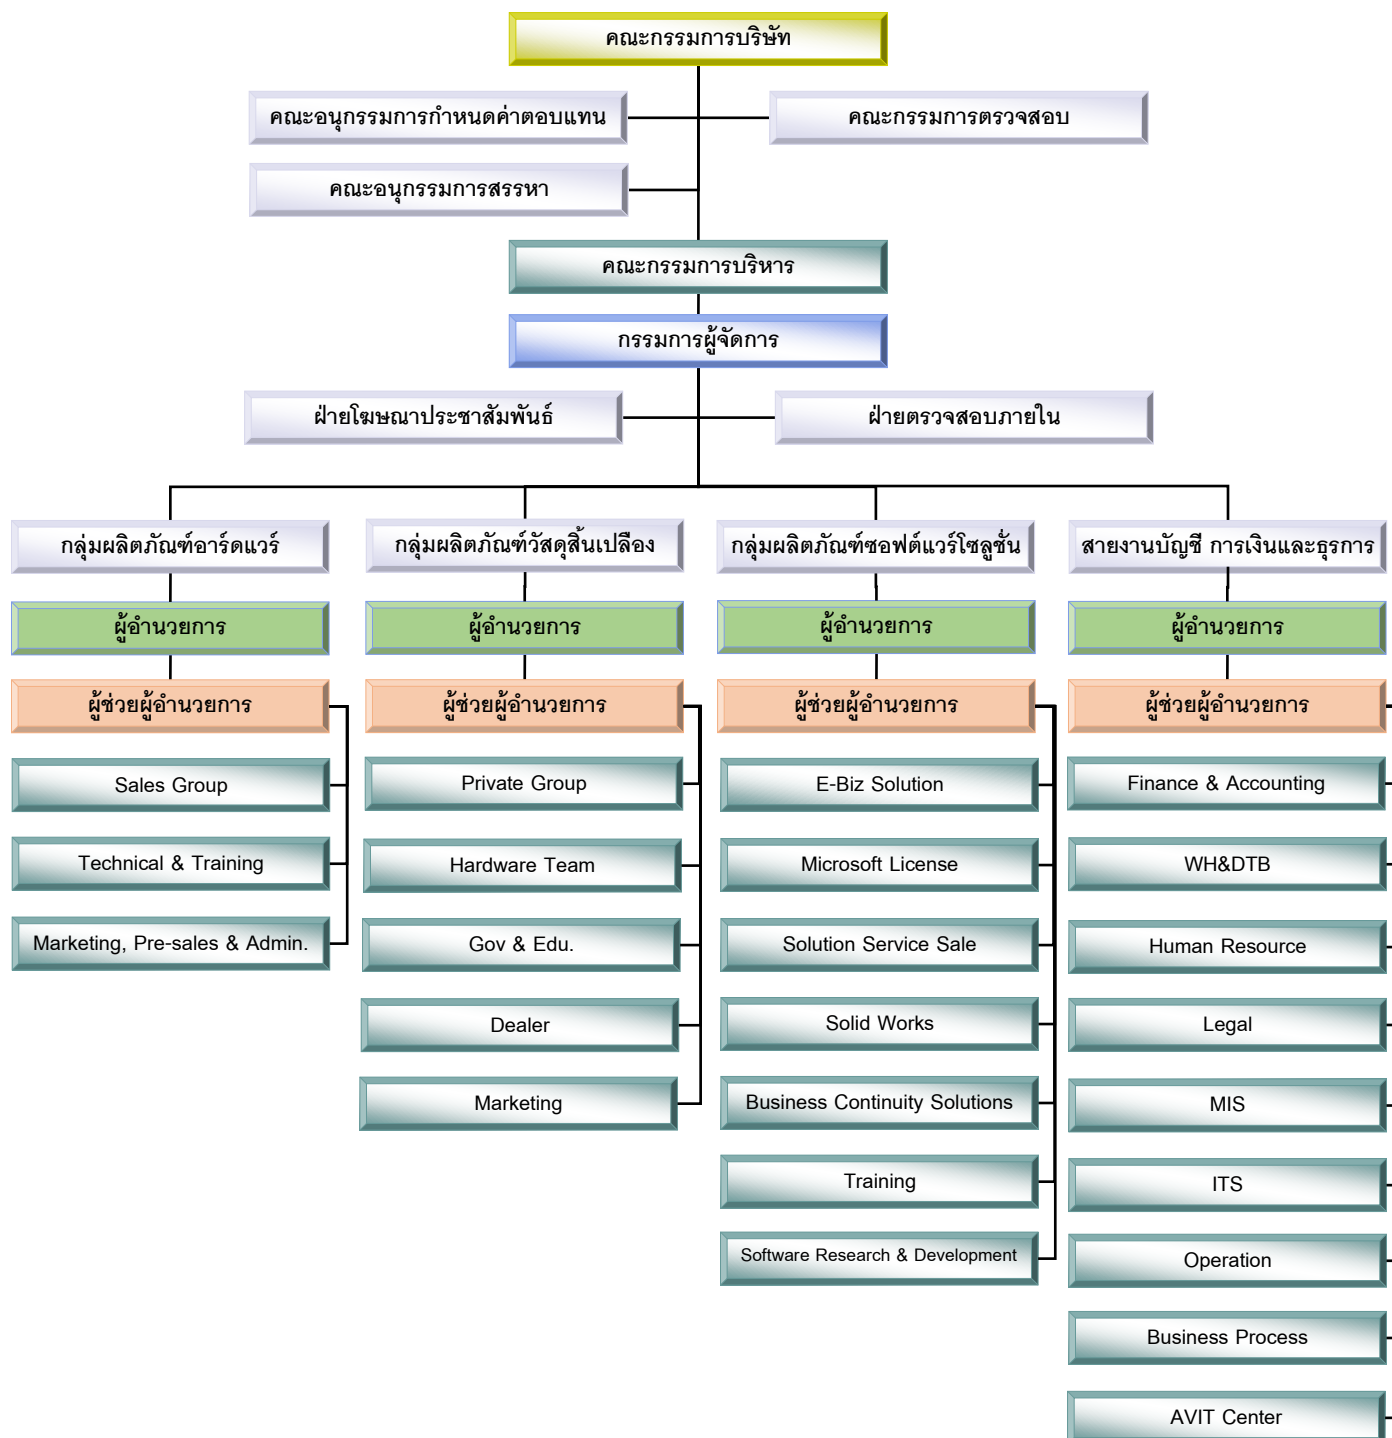 คณะกรรมการบริษัท
คณะอนุกรรมการกำหนดค่าตอบแทน
คณะกรรมการตรวจสอบ
คณะอนุกรรมการสรรหา
คณะกรรมการบริหาร
กรรมการผู้จัดการ
ฝ่ายโฆษณาประชาสัมพันธ์
ฝ่ายตรวจสอบภายใน
กลุ่มผลิตภัณฑ์ฮาร์ดแวร์
ผู้อำนวยการ
ผู้ช่วยผู้อำนวยการ
Sales Group
Technical & Training
Marketing, Pre-sales & Admin.
กลุ่มผลิตภัณฑ์วัสดุสิ้นเปลือง
ผู้อำนวยการ
ผู้ช่วยผู้อำนวยการ
Private Group
Hardware Team
Gov & Edu.
Dealer
Marketing
กลุ่มผลิตภัณฑ์ซอฟต์แวร์โซลูชั่น
ผู้อำนวยการ
ผู้ช่วยผู้อำนวยการ
E-Biz Solution
Microsoft License
Solution Service Sale
Solid Works
Business Continuity Solutions
Training
Software Research & Development
สายงานบัญชี การเงินและธุรการ
ผู้อำนวยการ
ผู้ช่วยผู้อำนวยการ
Finance & Accounting
WH&DTB
Human Resource
Legal
MIS
ITS
Operation
Business Process
AVIT Center